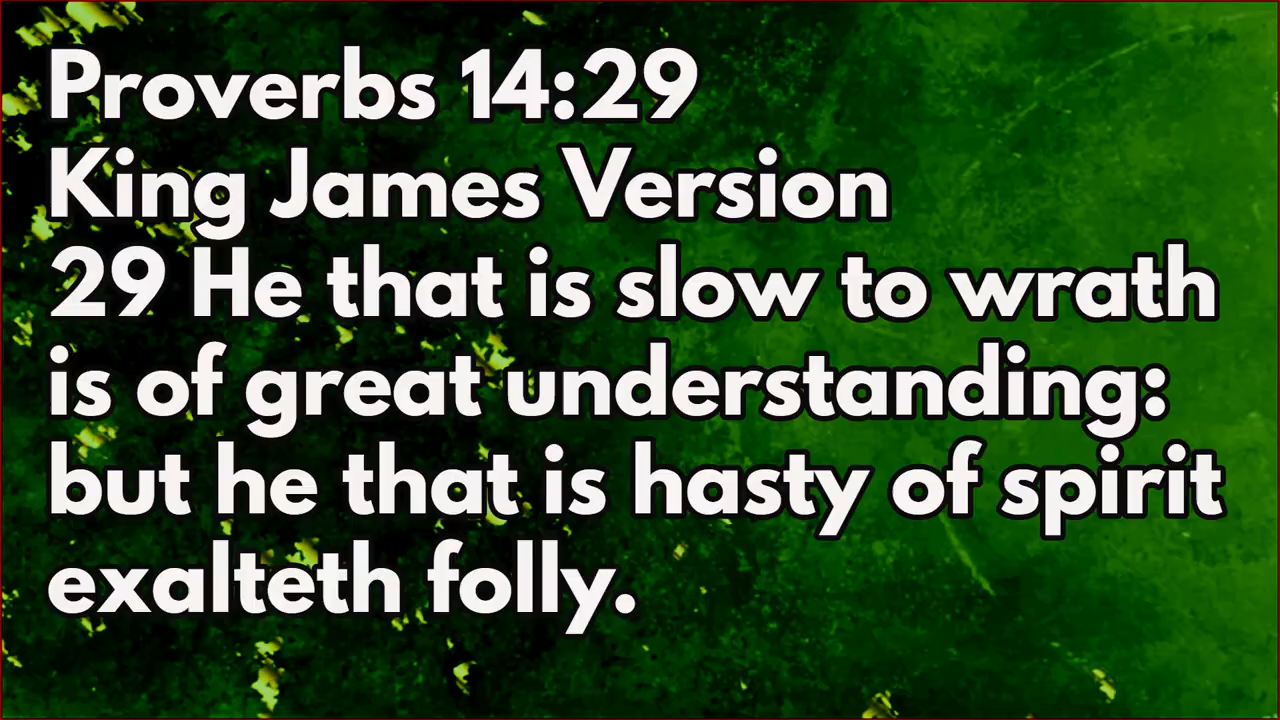 Proverbs 14:29
King James Version
29 He that is slow to wrath
is of great understanding:
but he that is hasty of spirit
exalteth folly.